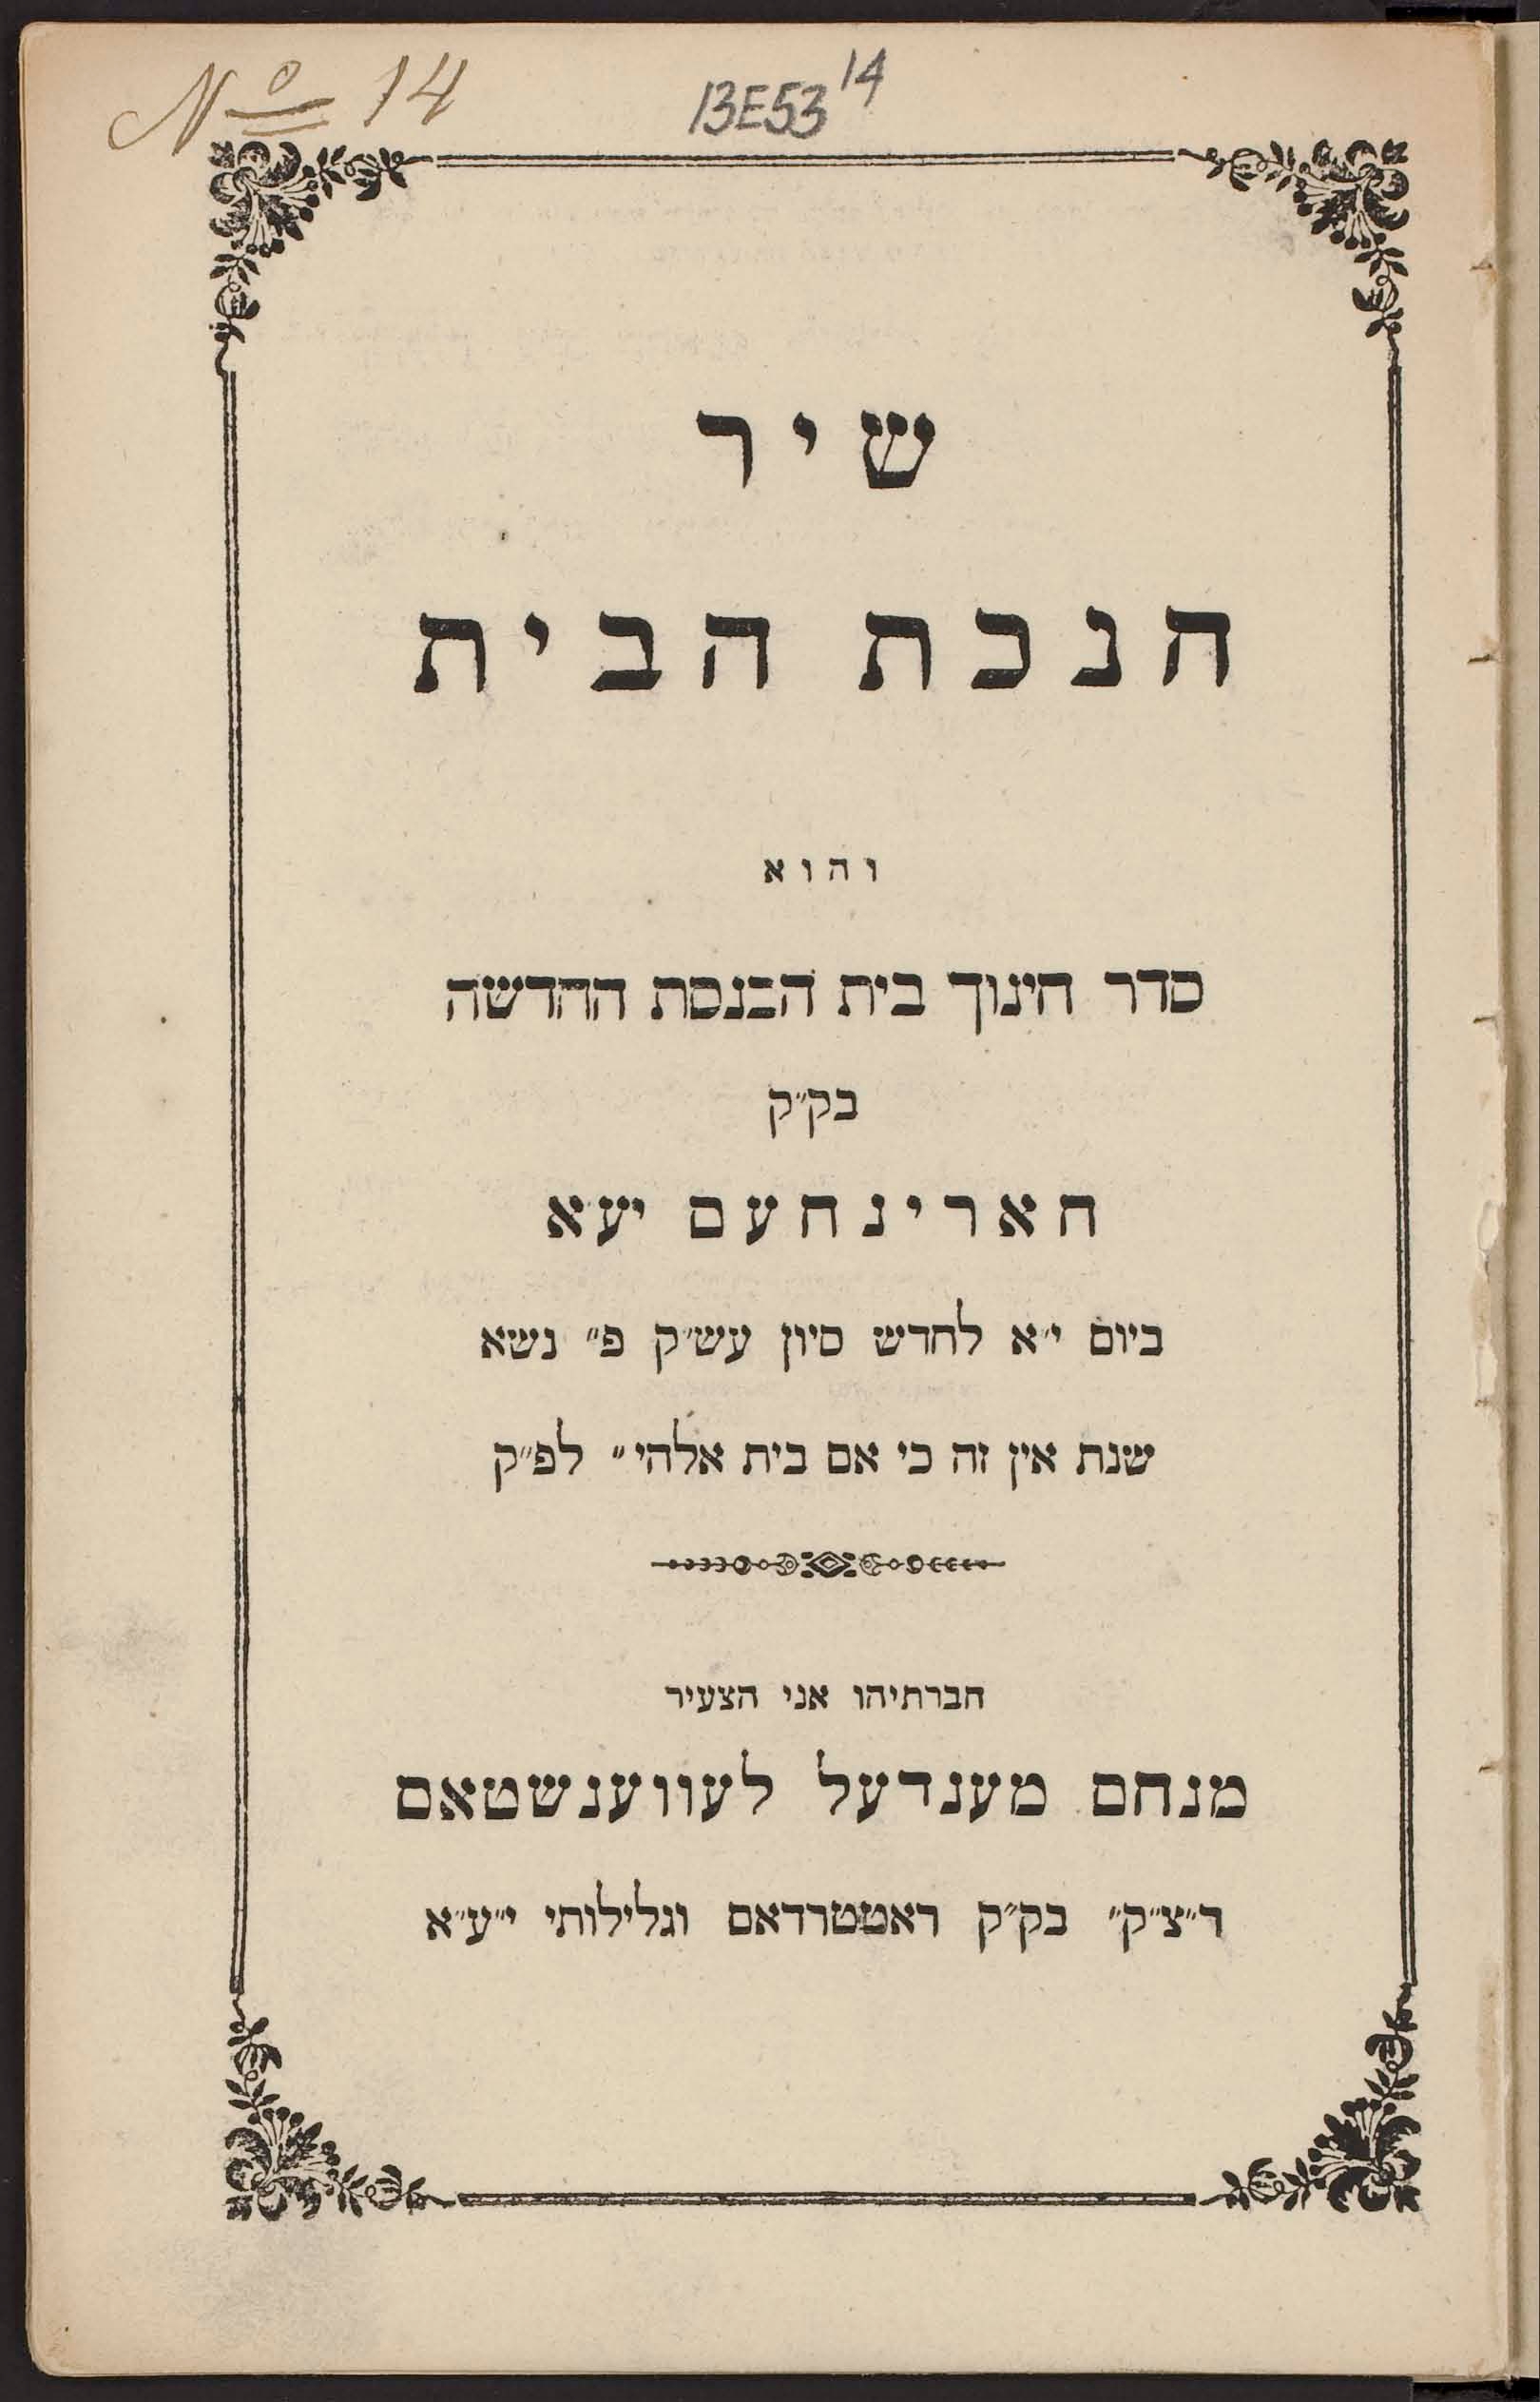 No 14
13E53 14
שיר
חנכת הבית
והוא
סדר חינוך בית הכנסת החדשה
בק״ק
חארינחעם יע״א
ביום י״א לחדש סיון עש״ק פ״ נשא
שנת אין זה כי אם בית אלהי״ לפ״ק
חברתיהו אני הצעיר
מנחם מענדעל לעווענשטאם
ר״צ״ק״ בק״ק ראטטרדאם וגלילותי י״ע״א